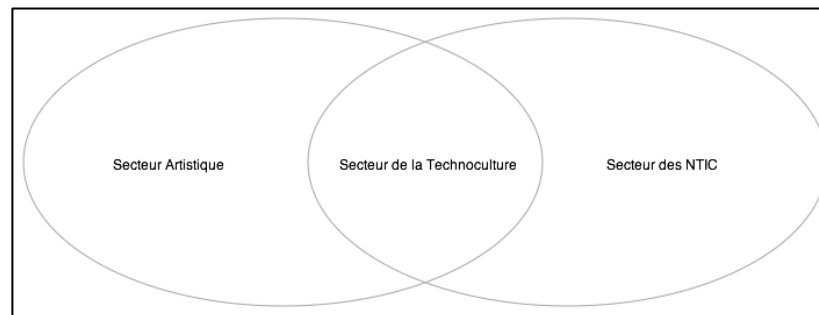 Secteur Artistique
Secteur de la Technoculture
Secteur des NTIC